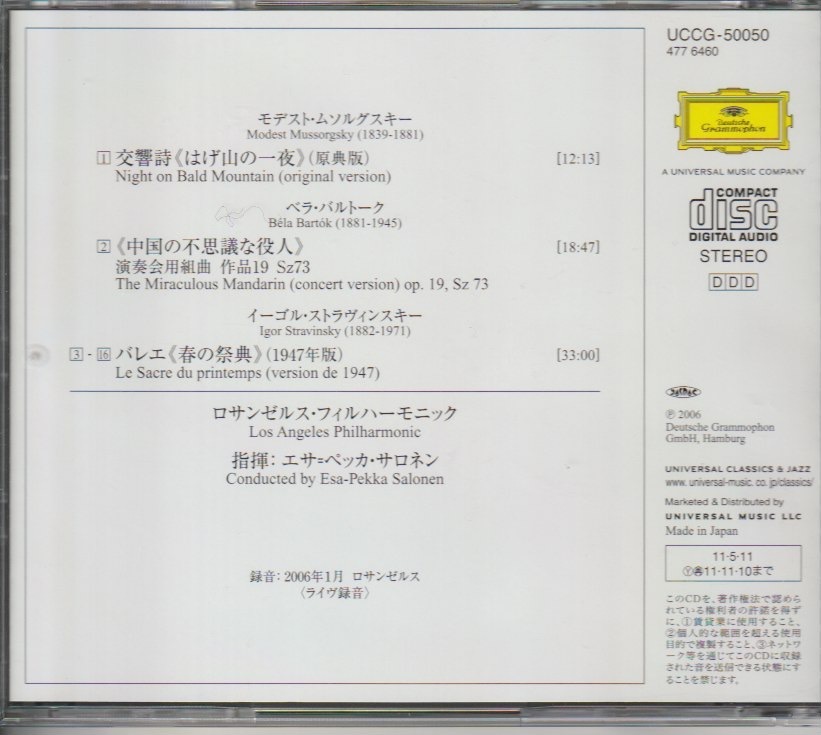 モデスト・ムソルグスキー
Modest Mussorgsky (1839-1881)
1 交響詩《はげ山の一夜》(原典版) [12:13]
Night on Bald Mountain (original version)
ベラ・バルトーク
Béla Bartók (1881-1945)
2 《中国の不思議な役人》 [18:47]
演奏会用組曲 作品19 Sz73
The Miraculous Mandarin (concert version) op. 19, Sz 73
イーゴル・ストラヴィンスキー
Igor Stravinsky (1882-1971)
3 - 16 バレエ《春の祭典》(1947年版) [33:00]
Le Sacre du printemps (version de 1947)
ロサンゼルス・フィルハーモニック
Los Angeles Philharmonic
指揮: エサ=ペッカ・サロネン
Conducted by Esa-Pekka Salonen
録音: 2006年1月 ロサンゼルス
〈ライヴ録音〉
UCCG-50050
477 6460
Deutsche
Grammophon
A UNIVERSAL MUSIC COMPANY
COMPACT
disc
DIGITAL AUDIO
STEREO
DDD
JASRAC
℗ 2006
Deutsche Grammophon
GmbH, Hamburg
UNIVERSAL CLASSICS & JAZZ
www. universal-music. co. jp/classics/
Marketed & Distributed by
UNIVERSAL MUSIC LLC
Made in Japan
11·5·11
Ⓨ再11·11·10まで
このCDを、著作権法で認めら
れている権利者の許諾を得ず
に、①賃貸業に使用すること、
②個人的な範囲を超える使用
目的で複製すること、③ネットワ
ーク等を通じてこのCDに収録
された音を送信できる状態にす
ることを禁じます。